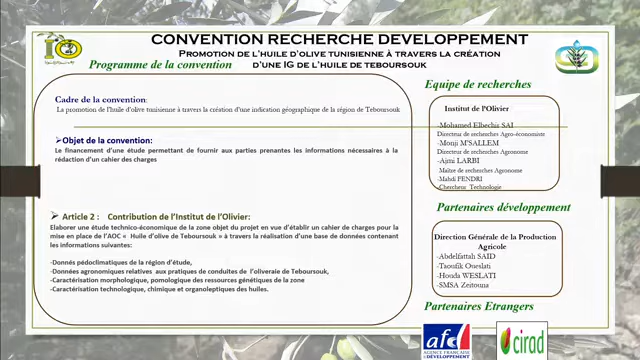 CONVENTION RECHERCHE DEVELOPPEMENT
PROMOTION DE L'HUILE D'OLIVE TUNISIENNE À TRAVERS LA CRÉATION
D'UNE IG DE L'HUILE DE TEBOURSOUK
Programme de la convention
Cadre de la convention:
La promotion de l'huile d'olive tunisienne à travers la création d'une indication géographique de la région de Teboursouk
Objet de la convention:
Le financement d'une étude permettant de fournir aux parties prenantes les informations nécessaires à la
rédaction d'un cahier des charges
Article 2 : Contribution de l'Institut de l'Olivier:
Elaborer une étude technico-économique de la zone objet du projet en vue d'établir un cahier de charges pour la
mise en place de l'AOC « Huile d'olive de Teboursouk » à travers la réalisation d'une base de données contenant
les informations suivantes:
-Donnés pédoclimatiques de la région d'étude,
-Données agronomiques relatives aux pratiques de conduites de l'oliveraie de Teboursouk,
-Caractérisation morphologique, pomologique des ressources génétiques de la zone
-Caractérisation technologique, chimique et organoleptiques des huiles.
Equipe de recherches
Institut de l'Olivier
-Mohamed Elbechir SAI
Directeur de recherches Agro-économiste
-Monji M'SALLEM
Directeur de recherches Agronome
-Ajmi LARBI
Maître de recherches Agronome
-Mahdi FENDRI
-Chercheur Technologie
Partenaires développement
Direction Générale de la Production
Agricole
-Abdelfattah SAID
-Taoufik Oueslati
-Houda WESLATI
-SMSA Zeitouna
Partenaires Etrangers
afd
AGENCE FRANÇAISE
DE DÉVELOPPEMENT
cirad